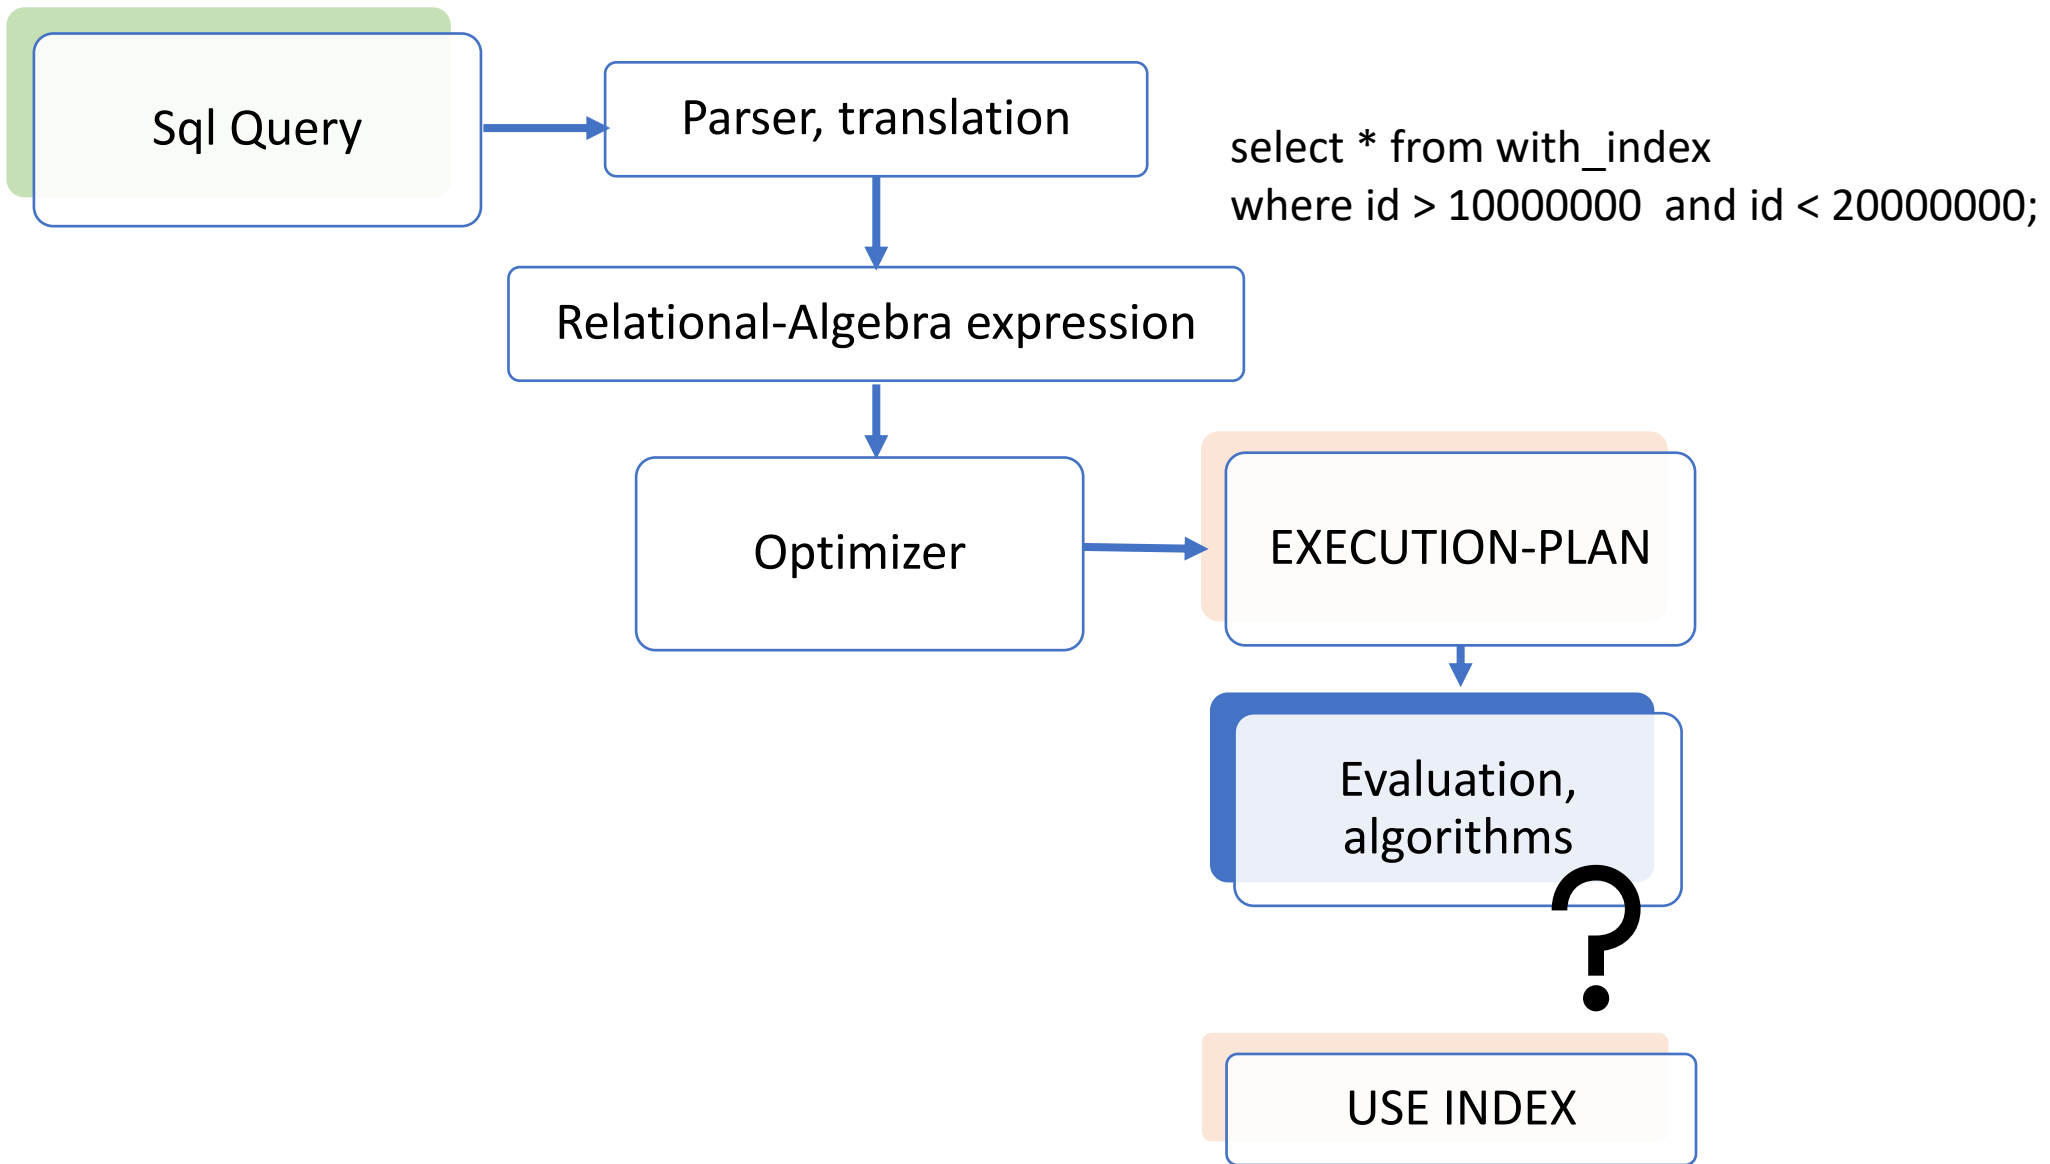 Sql Query
Parser, translation
select * from with_index
where id > 10000000  and id < 20000000;
Relational-Algebra expression
Optimizer
EXECUTION-PLAN
Evaluation,
algorithms
?
USE INDEX